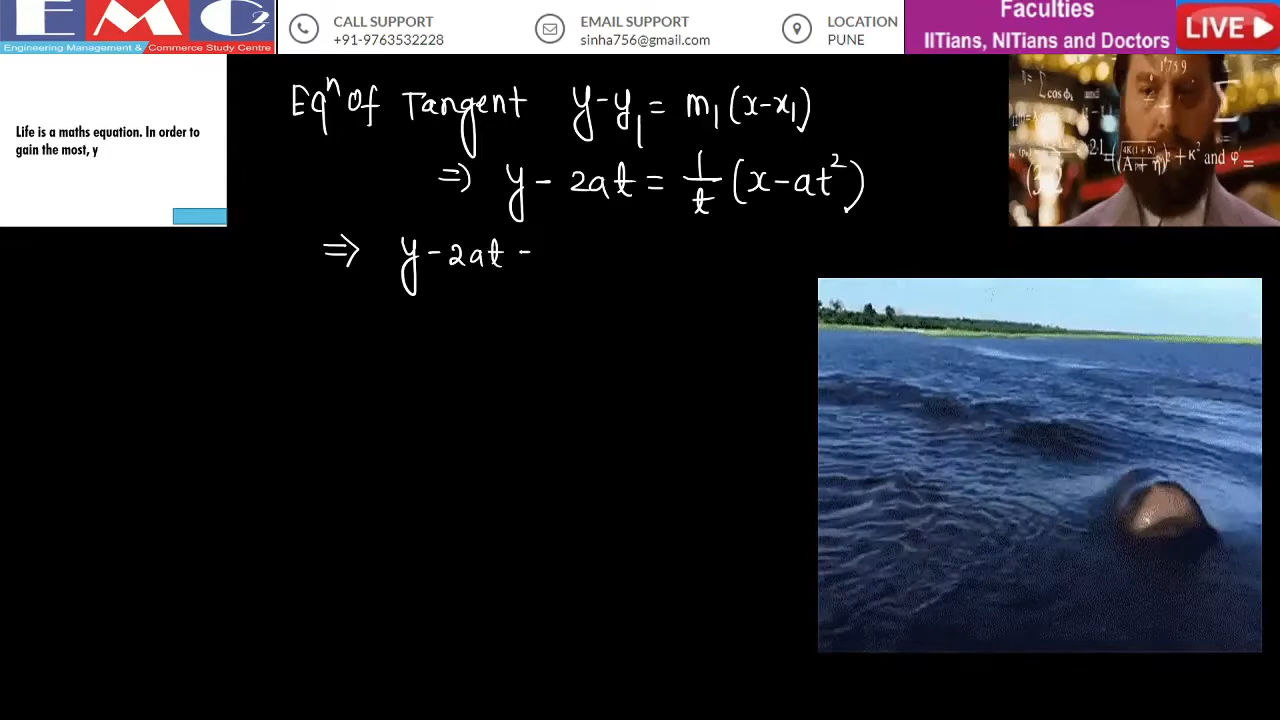 EMC2
Engineering Management & Commerce Study Centre
CALL SUPPORT
+91-9763532228
EMAIL SUPPORT
sinha756@gmail.com
LOCATION
PUNE
Faculties
IITians, NITians and Doctors
LIVE
Life is a maths equation. In order to
gain the most, y
Eqⁿ Of Tangent y-y₁ = m₁(x-x₁)
⇒ y - 2at = 1/t (x - at²)
⇒ y - 2at -